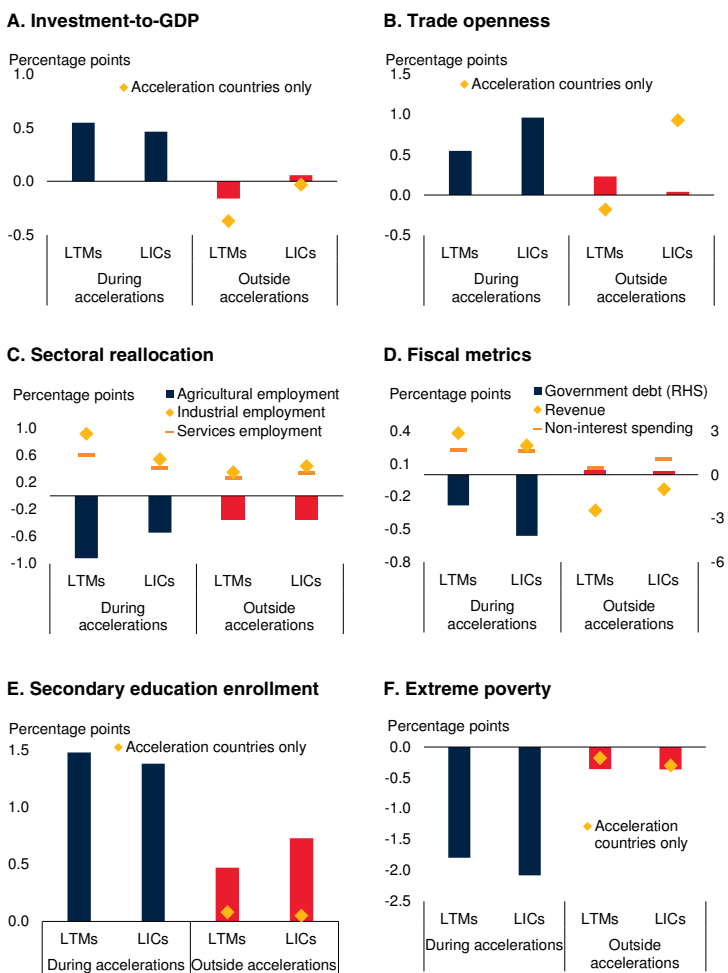 A. Investment-to-GDP
Percentage points
1.0
Acceleration countries only
0.5
0.0
-0.5
LTMs LICs LTMs LICs
During accelerations
Outside accelerations
B. Trade openness
Percentage points
1.5
Acceleration countries only
1.0
0.5
0.0
-0.5
LTMs LICs LTMs LICs
During accelerations
Outside accelerations
C. Sectoral reallocation
Percentage points
Agricultural employment
Industrial employment
Services employment
1.0
0.6
0.2
-0.2
-0.6
-1.0
LTMs LICs LTMs LICs
During accelerations
Outside accelerations
D. Fiscal metrics
Percentage points
Government debt (RHS)
Revenue
Non-interest spending
0.4
0.1
-0.2
-0.5
-0.8
3
0
-3
-6
LTMs LICs LTMs LICs
During accelerations
Outside accelerations
E. Secondary education enrollment
Percentage points
1.5
Acceleration countries only
1.0
0.5
0.0
LTMs LICs LTMs LICs
During accelerations Outside accelerations
F. Extreme poverty
Percentage points
0.0
-0.5
-1.0
-1.5
-2.0
-2.5
Acceleration
countries only
LTMs LICs LTMs LICs
During accelerations
Outside
accelerations